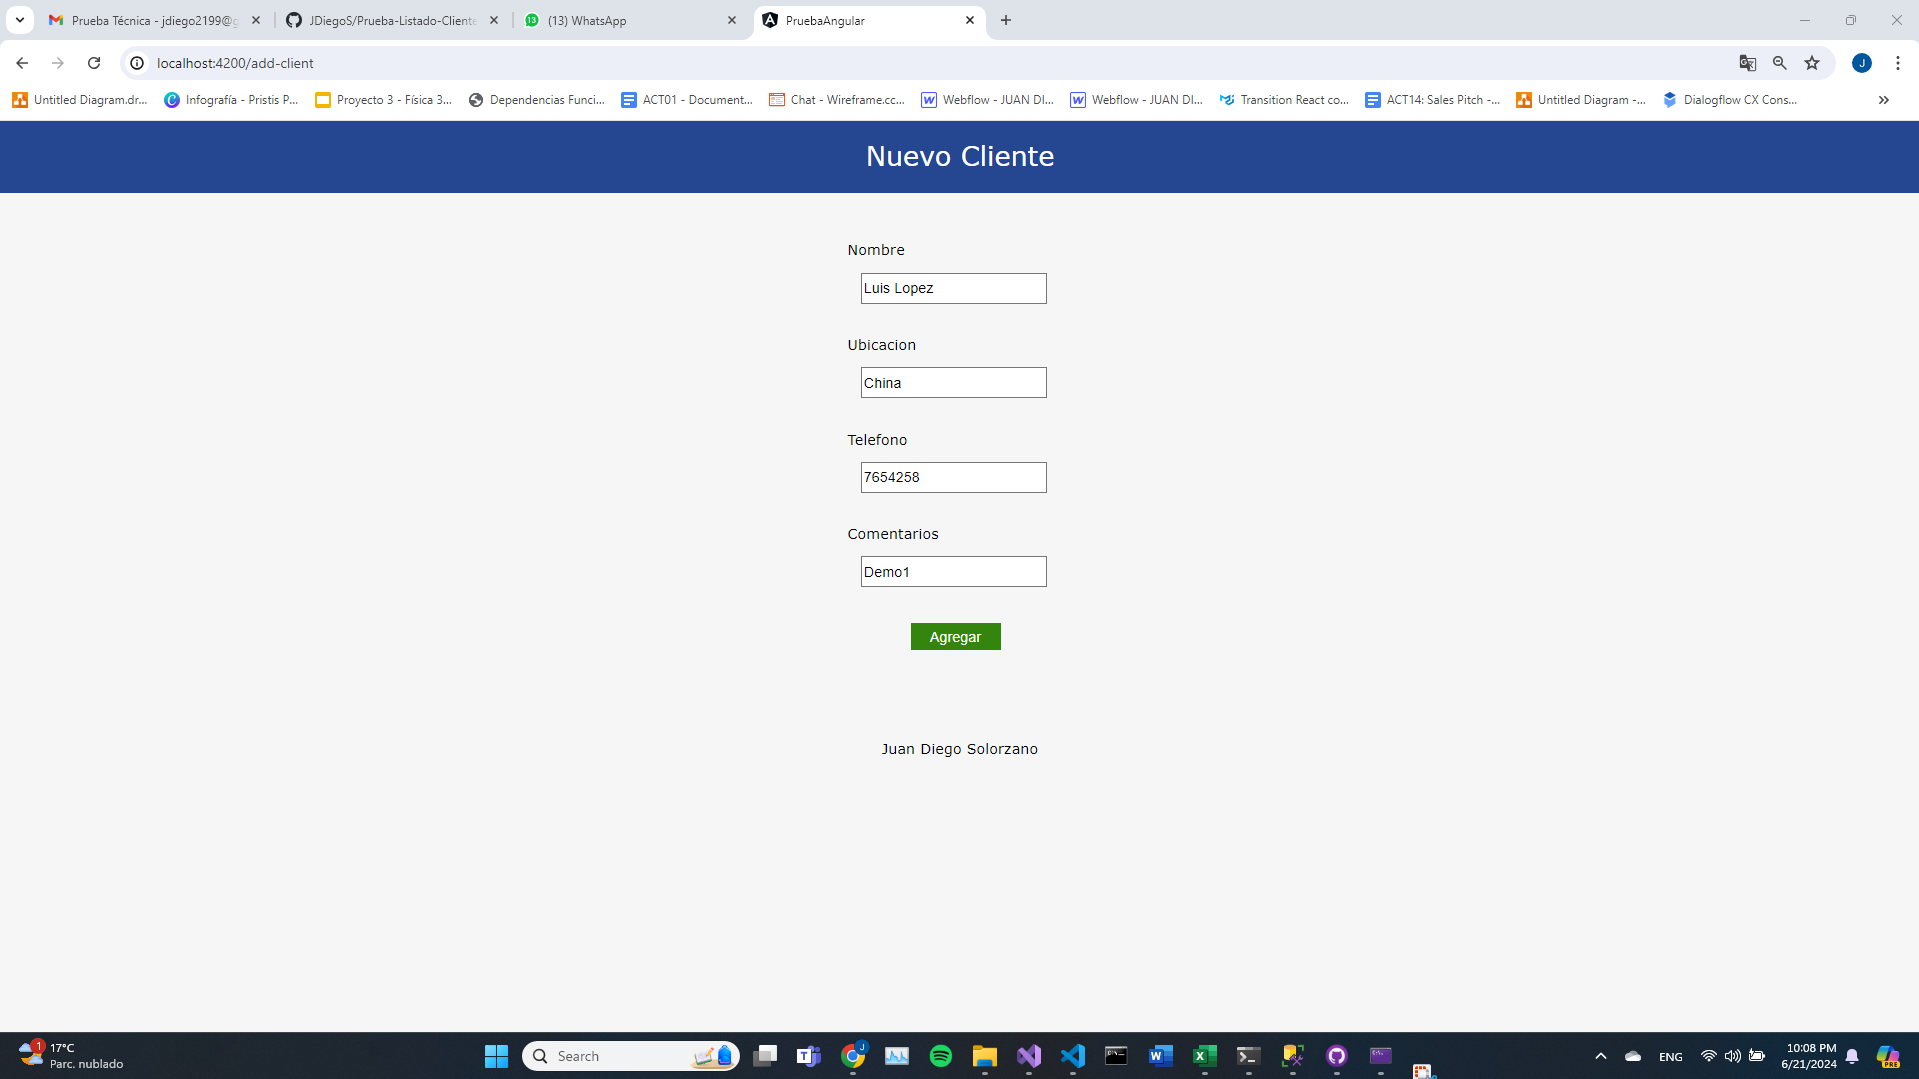 Prueba Técnica - jdiego2199@g
JDiegoS/Prueba-Listado-Cliente
(13) WhatsApp
PruebaAngular
localhost:4200/add-client
J
Untitled Diagram.dr...
Infografía - Pristis P...
Proyecto 3 - Física 3...
Dependencias Funci...
ACT01 - Document...
Chat - Wireframe.cc...
Webflow - JUAN DI...
Webflow - JUAN DI...
Transition React co...
ACT14: Sales Pitch -...
Untitled Diagram -...
Dialogflow CX Cons...
Nuevo Cliente
Nombre
Luis Lopez
Ubicacion
China
Telefono
7654258
Comentarios
Demo1
Agregar
Juan Diego Solorzano
1
17°C
Parc. nublado
Search
J
ENG
10:08 PM
6/21/2024
PRE